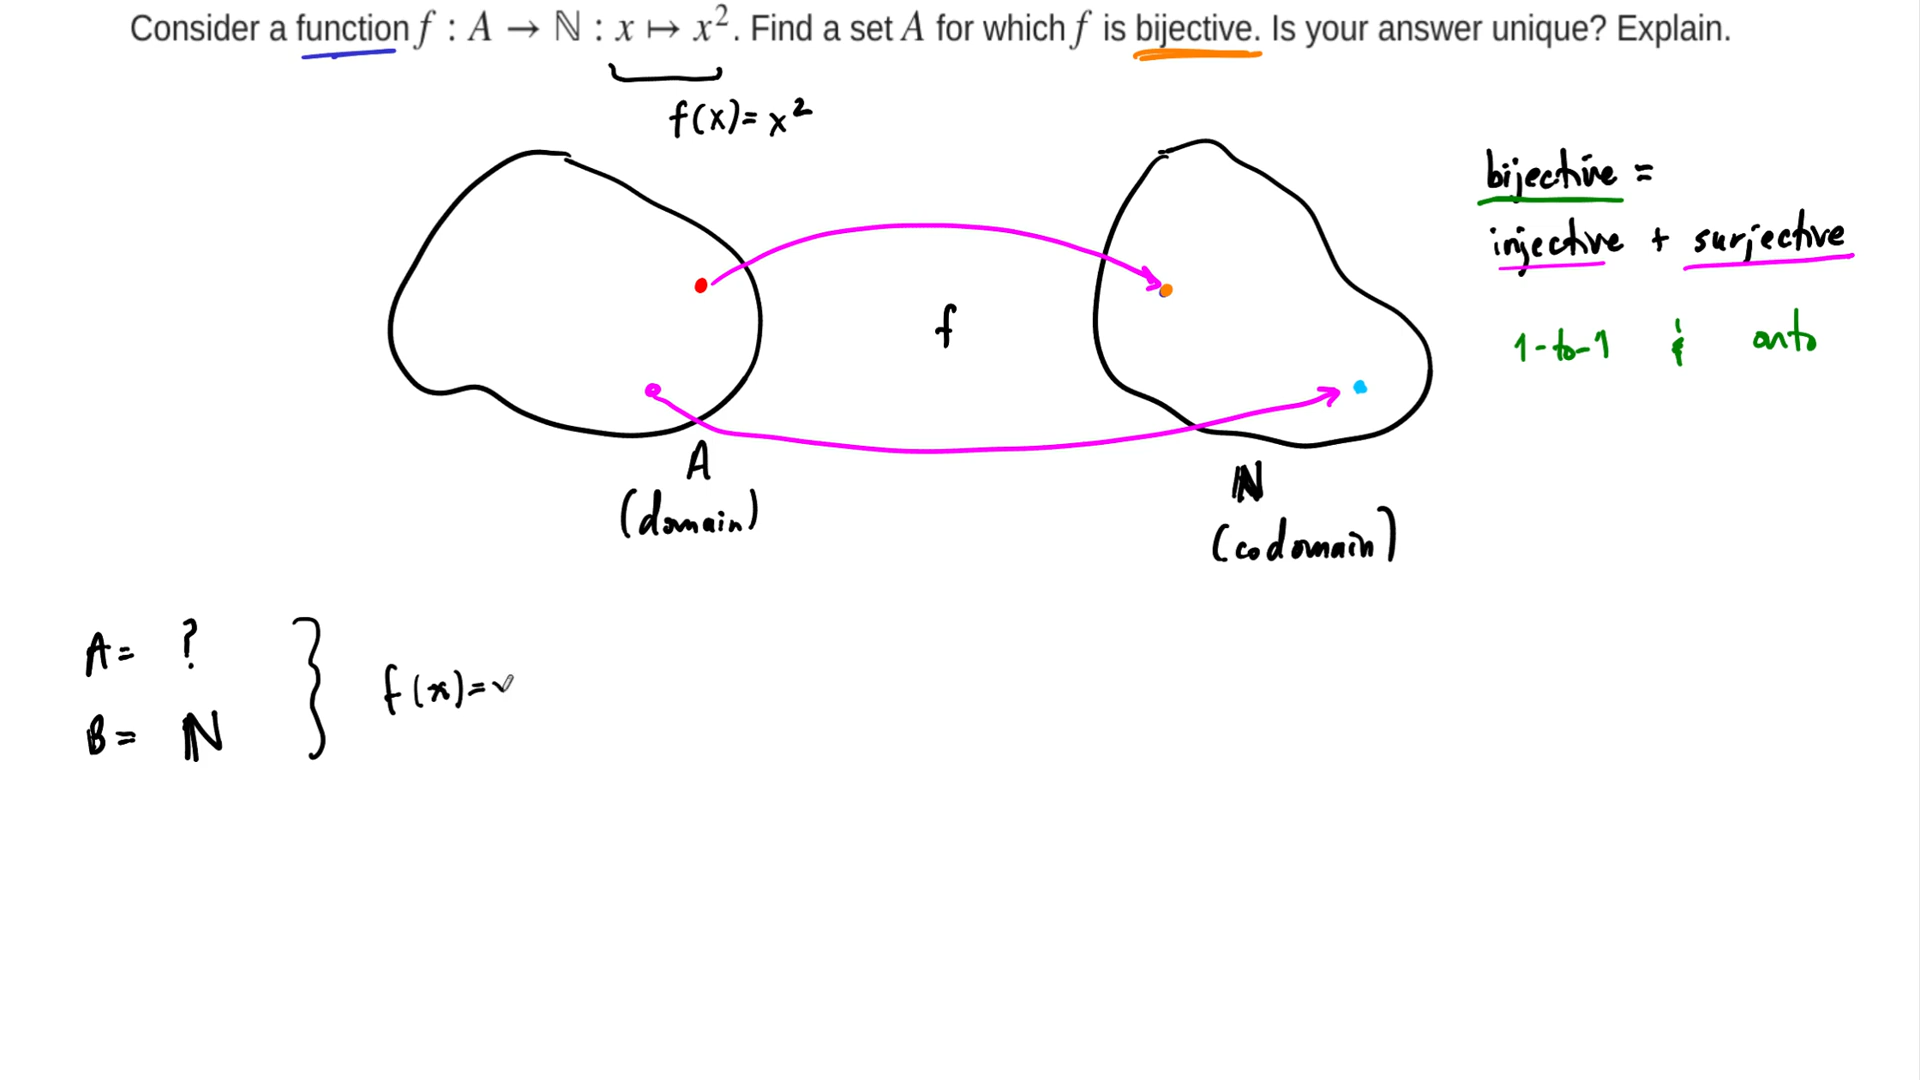 Consider a function f : A → ℕ : x ↦ x². Find a set A for which f is bijective. Is your answer unique? Explain.
f(x)= x²
bijective =
injective + surjective
1-to-1 & onto
f
A
(domain)
ℕ
(codomain)
A = ?
B = ℕ
} f(x)=